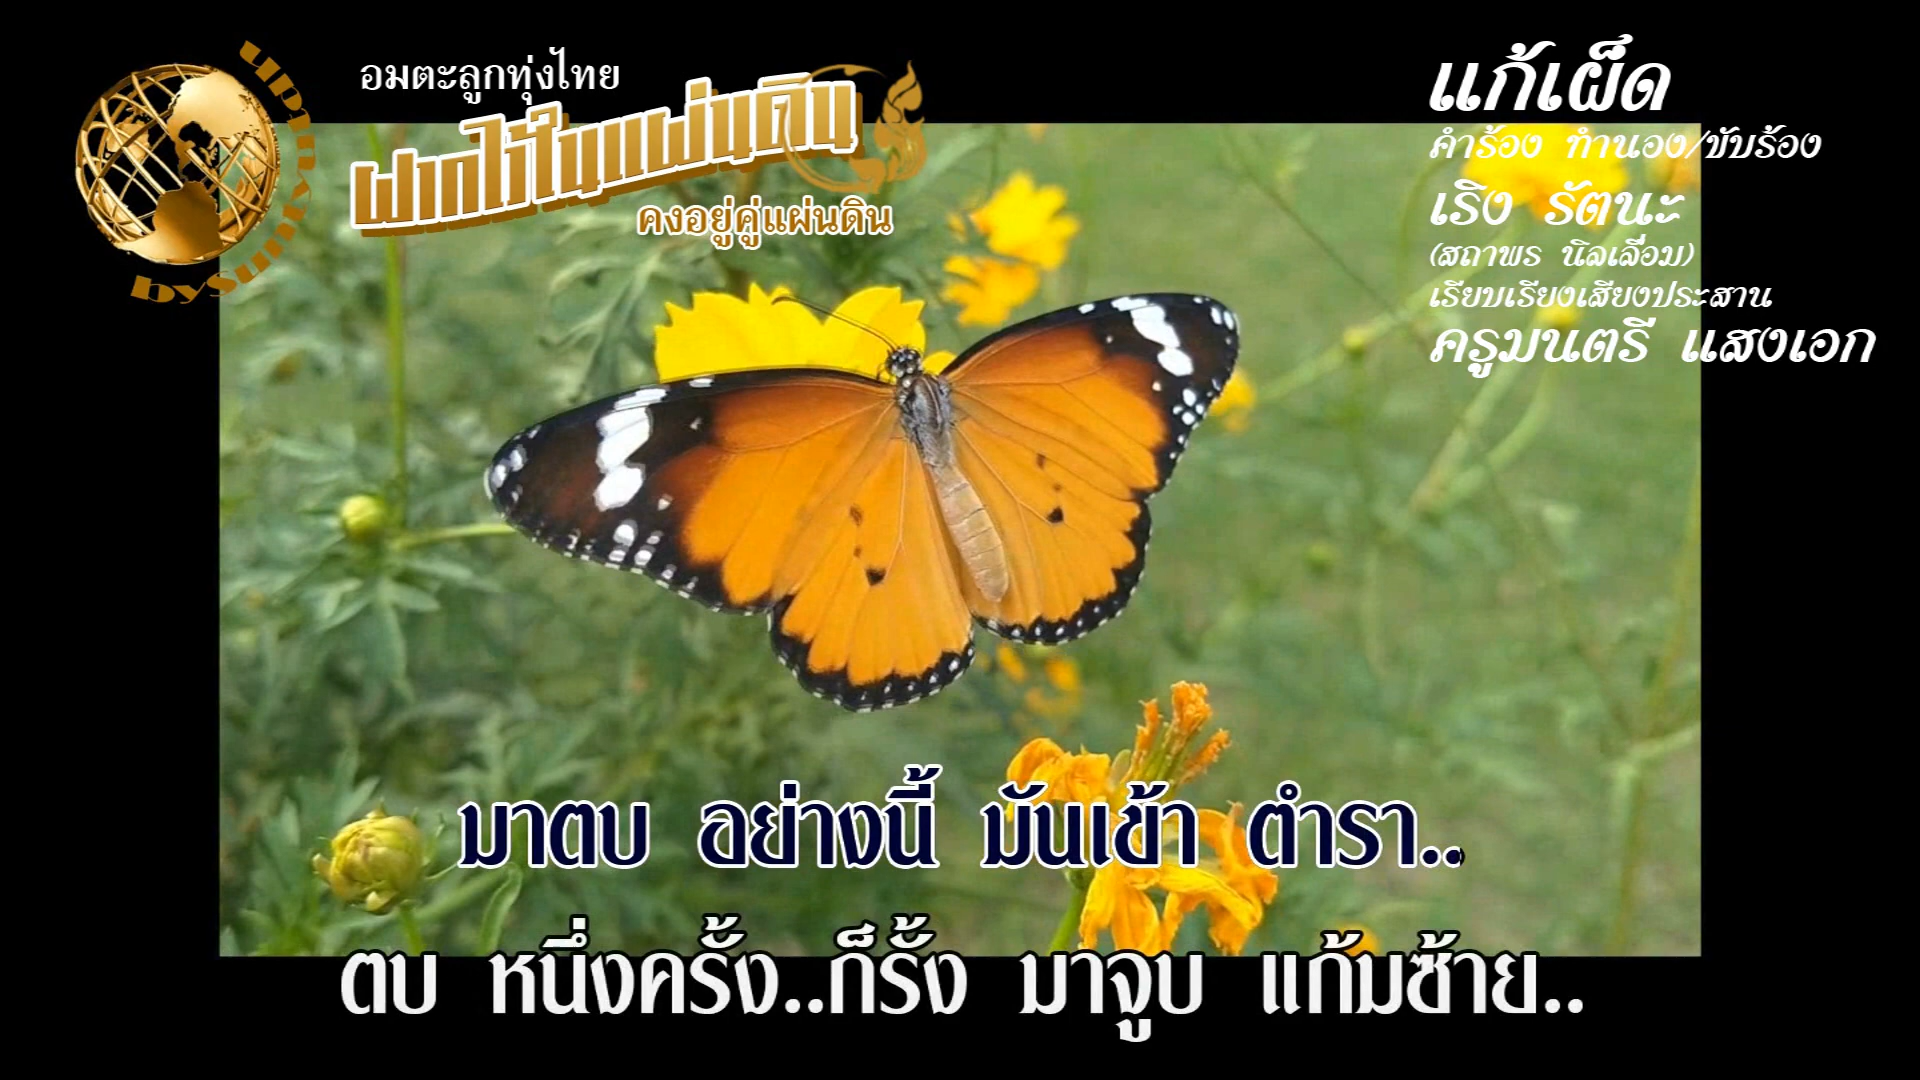 อมตะลูกทุ่งไทย
ฝากไว้ในแผ่นดิน
คงอยู่คู่แผ่นดิน
แก้เผ็ด
คำร้อง ทำนอง/ขับร้อง
เริง รัตนะ
(สถาพร นิลเลื่อม)
เรียบเรียงเสียงประสาน
ครูมนตรี แสงเอก
มาตบ อย่างนี้ มันเข้า ตำรา..
ตบ หนึ่งครั้ง..ก็รั้ง มาจูบ แก้มซ้าย..